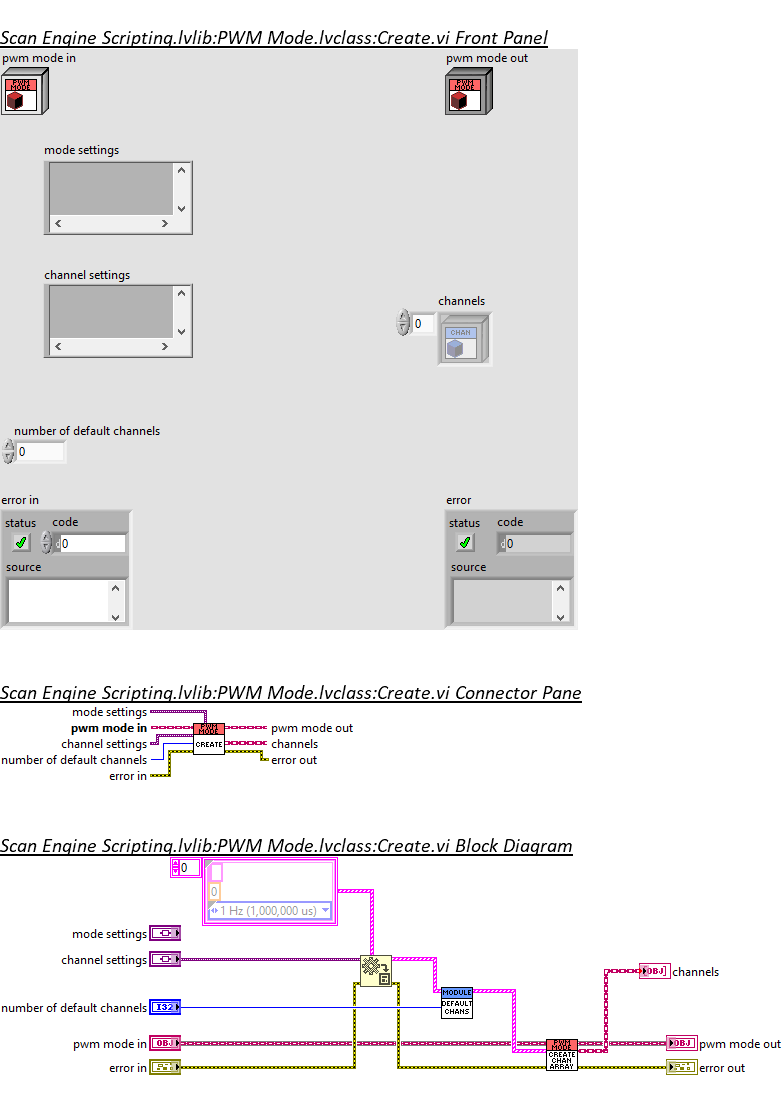 Scan Engine Scripting.lvlib:PWM Mode.lvclass:Create.vi Front Panel
pwm mode in
pwm mode out
PWM
MODE
PWM
MODE
mode settings
channel settings
channels
0
CHAN
number of default channels
0
error in
error
status
code
status
code
d0
d0
source
source
Scan Engine Scripting.lvlib:PWM Mode.lvclass:Create.vi Connector Pane
mode settings
pwm mode in
PWM
MODE
pwm mode out
channel settings
CREATE
channels
number of default channels
error out
error in
Scan Engine Scripting.lvlib:PWM Mode.lvclass:Create.vi Block Diagram
0
0
1 Hz (1,000,000 us)
mode settings
channel settings
OBJ
channels
MODULE
DEFAULT
CHANS
number of default channels
I32
pwm mode in
OBJ
PWM
MODE
CREATE
CHAN
ARRAY
OBJ
pwm mode out
error in
error out